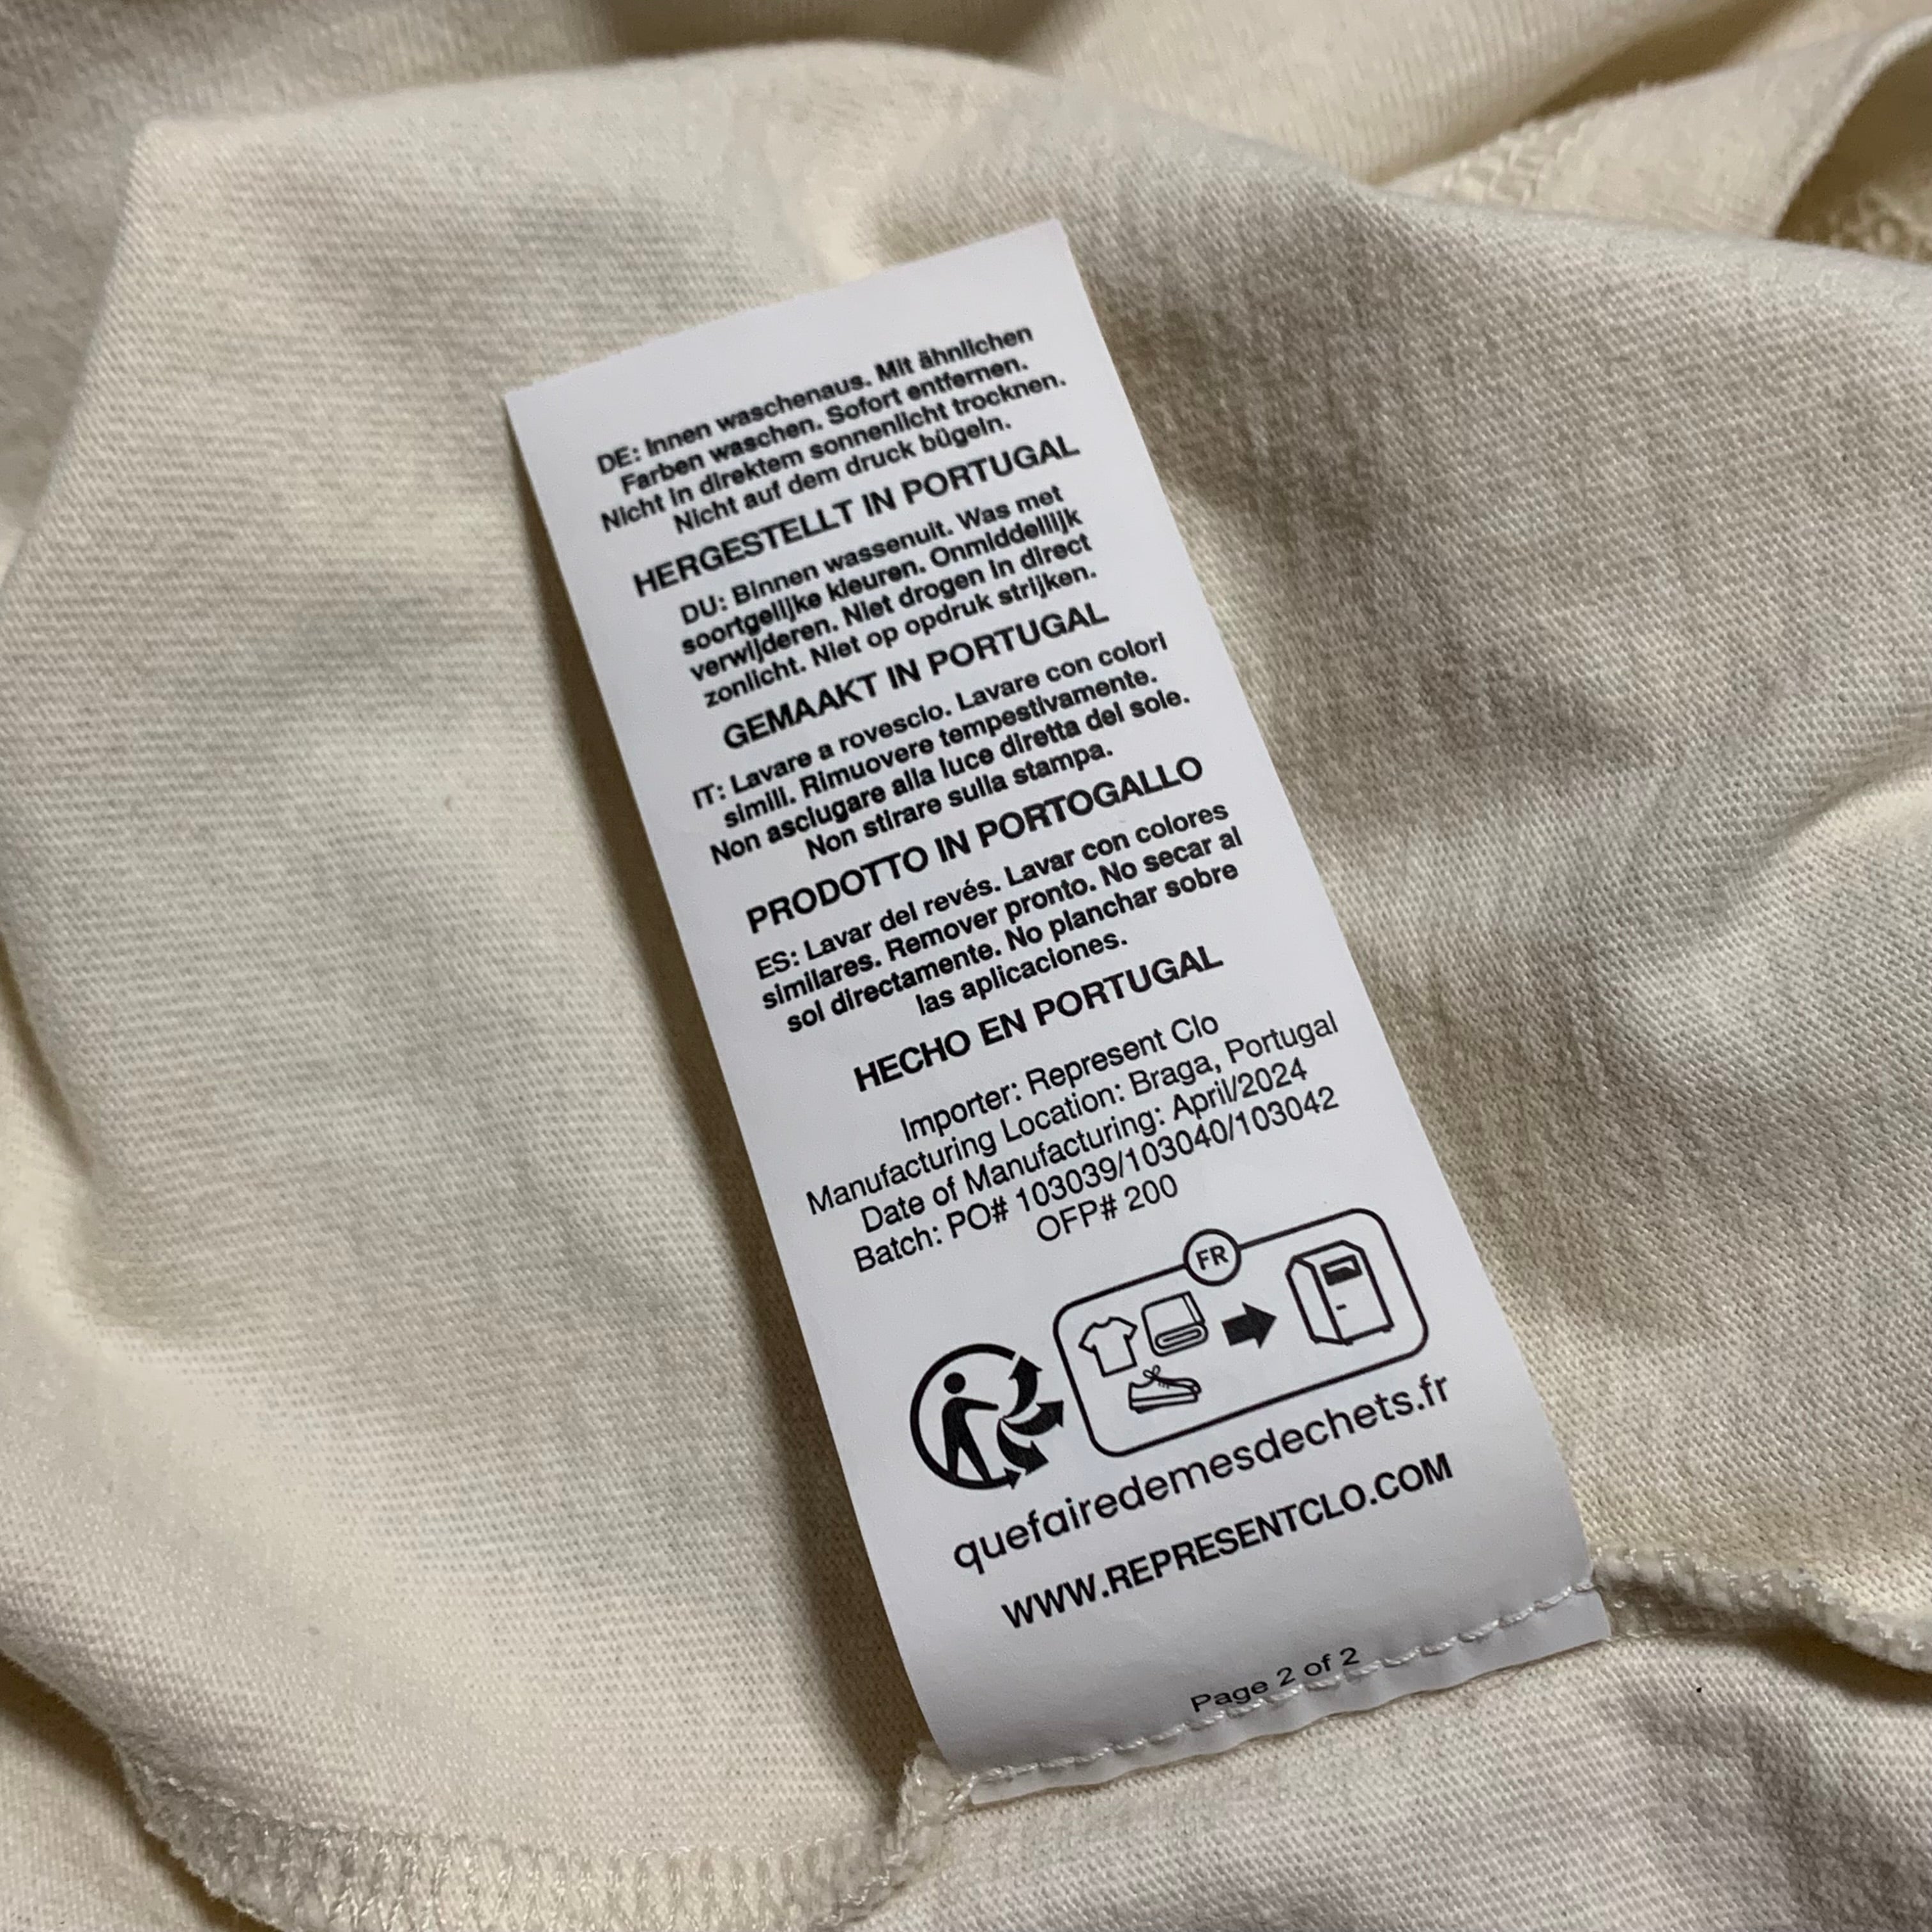 DE: Innen waschenaus. Mit ähnlichen
Farben waschen. Sofort entfernen.
Nicht in direktem sonnenlicht trocknen.
Nicht auf dem druck bügeln.
HERGESTELLT IN PORTUGAL
DU: Binnen wassenuit. Was met
soortgelijke kleuren. Onmiddellijk
verwijderen. Niet drogen in direct
zonlicht. Niet op opdruk strijken.
GEMAAKT IN PORTUGAL
IT: Lavare a rovescio. Lavare con colori
simili. Rimuovere tempestivamente.
Non asciugare alla luce diretta del sole.
Non stirare sulla stampa.
PRODOTTO IN PORTOGALLO
ES: Lavar del revés. Lavar con colores
similares. Remover pronto. No secar al
sol directamente. No planchar sobre
las aplicaciones.
HECHO EN PORTUGAL
Importer: Represent Clo
Manufacturing Location: Braga, Portugal
Date of Manufacturing: April/2024
Batch: PO# 103039/103040/103042
OFP# 200
FR
quefairedemesdechets.fr
WWW.REPRESENTCLO.COM
Page 2 of 2